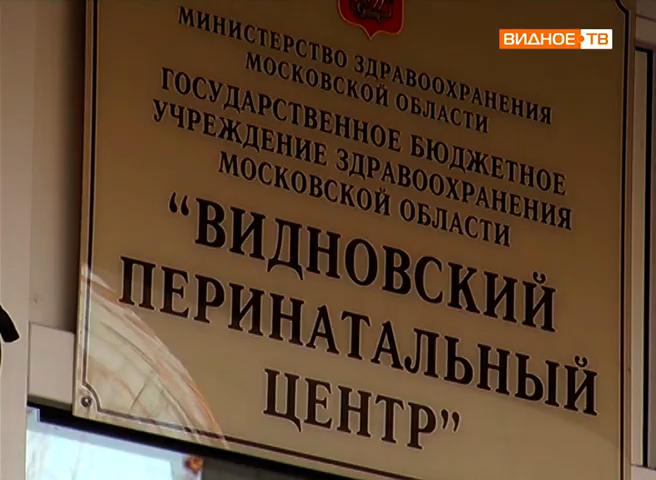 ВИДНОЕ ТВ
МИНИСТЕРСТВО ЗДРАВООХРАНЕНИЯ
МОСКОВСКОЙ ОБЛАСТИ
ГОСУДАРСТВЕННОЕ БЮДЖЕТНОЕ
УЧРЕЖДЕНИЕ ЗДРАВООХРАНЕНИЯ
МОСКОВСКОЙ ОБЛАСТИ
“ВИДНОВСКИЙ
ПЕРИНАТАЛЬНЫЙ
ЦЕНТР”